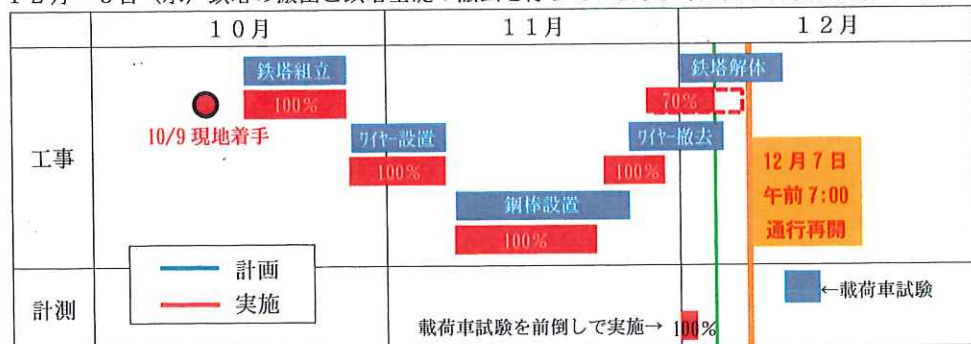 10月 11月 12月
工事
鉄塔組立
100%
10/9 現地着手
ワイヤー設置
100%
鋼棒設置
100%
ワイヤー撤去
100%
鉄塔解体
70%
12月7日
午前7:00
通行再開
計画
実施
計測
←載荷車試験
載荷車試験を前倒しで実施→ 100%